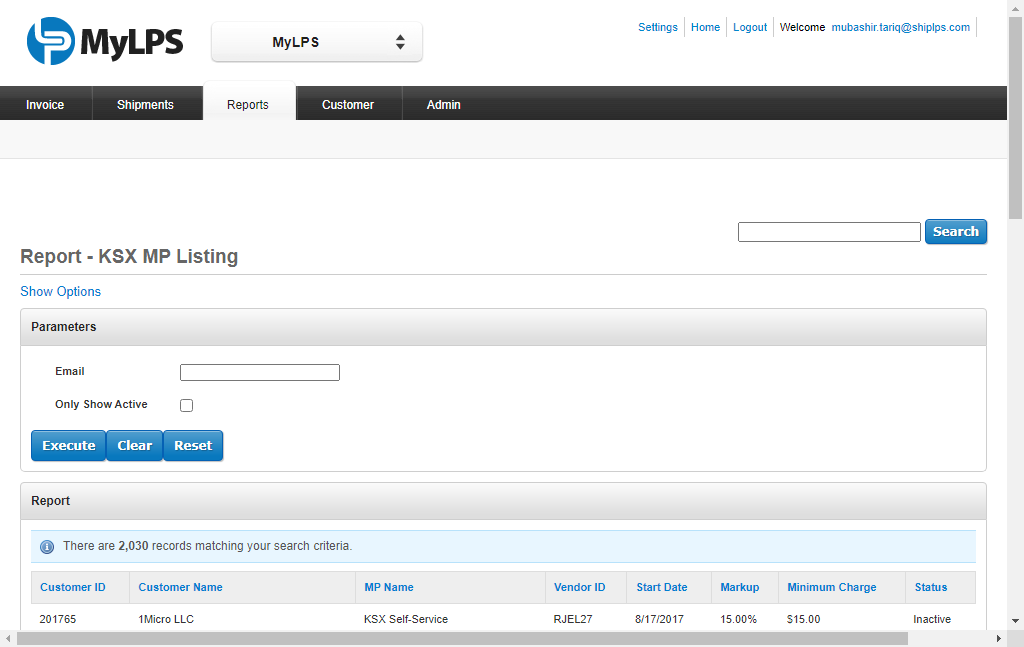 MyLPS
MyLPS
Settings Home Logout Welcome mubashir.tariq@shiplps.com
Invoice Shipments Reports Customer Admin
Search
Report - KSX MP Listing
Show Options
Parameters
Email
Only Show Active
Execute Clear Reset
Report
There are 2,030 records matching your search criteria.
Customer ID Customer Name MP Name Vendor ID Start Date Markup Minimum Charge Status
201765 1Micro LLC KSX Self-Service RJEL27 8/17/2017 15.00% $15.00 Inactive